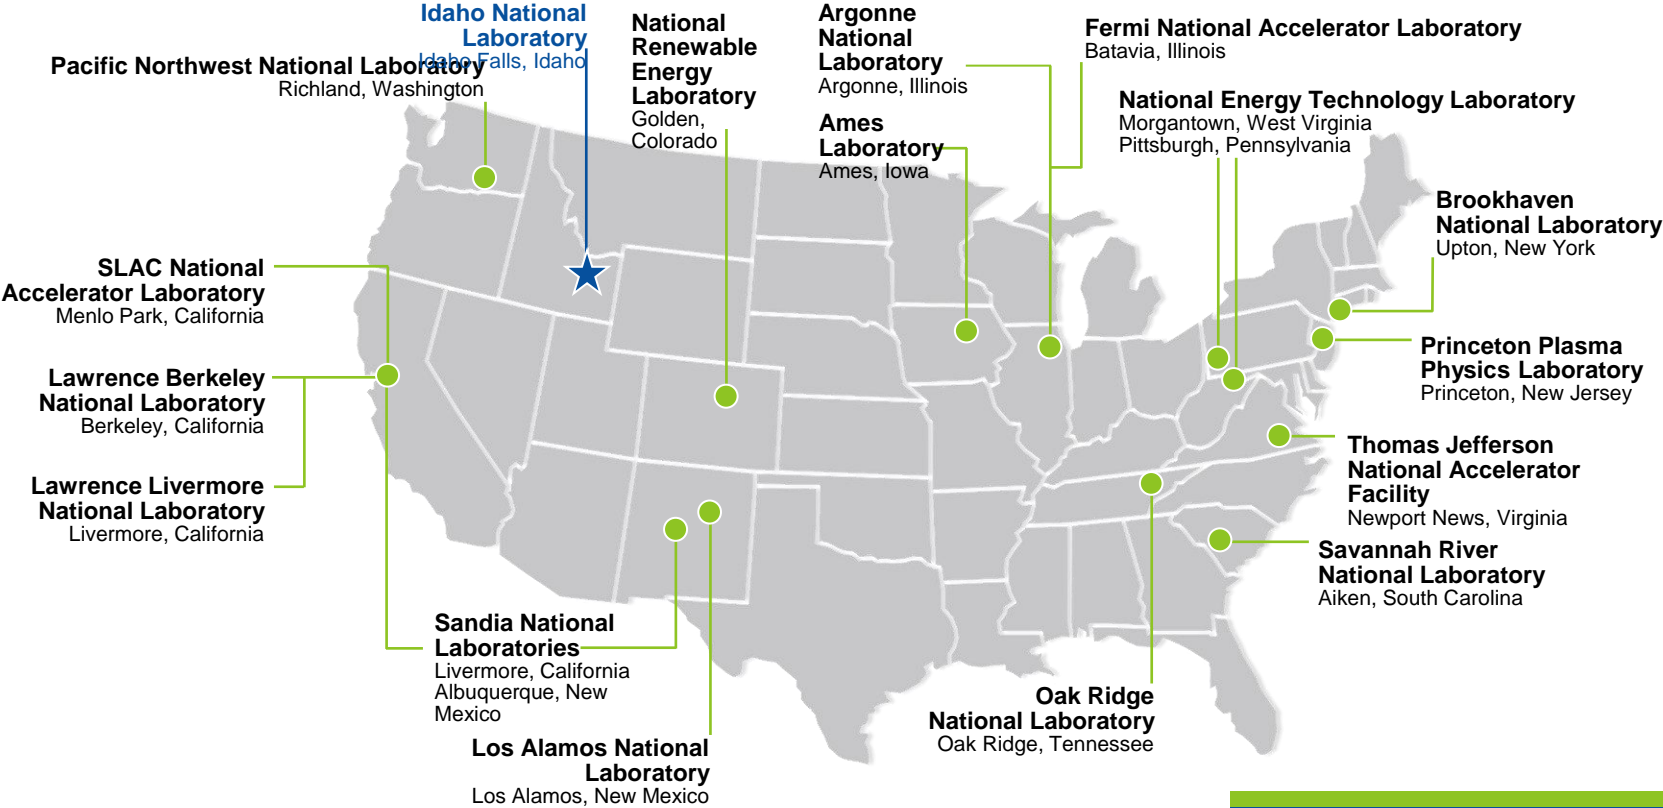 Idaho National
Laboratory
Idaho Falls, Idaho
Pacific Northwest National Laboratory
Richland, Washington
National
Renewable
Energy
Laboratory
Golden,
Colorado
Argonne
National
Laboratory
Argonne, Illinois
Ames
Laboratory
Ames, Iowa
Fermi National Accelerator Laboratory
Batavia, Illinois
National Energy Technology Laboratory
Morgantown, West Virginia
Pittsburgh, Pennsylvania
Brookhaven
National Laboratory
Upton, New York
SLAC National
Accelerator Laboratory
Menlo Park, California
Princeton Plasma
Physics Laboratory
Princeton, New Jersey
Lawrence Berkeley
National Laboratory
Berkeley, California
Thomas Jefferson
National Accelerator
Facility
Newport News, Virginia
Lawrence Livermore
National Laboratory
Livermore, California
Savannah River
National Laboratory
Aiken, South Carolina
Sandia National
Laboratories
Livermore, California
Albuquerque, New
Mexico
Oak Ridge
National Laboratory
Oak Ridge, Tennessee
Los Alamos National
Laboratory
Los Alamos, New Mexico